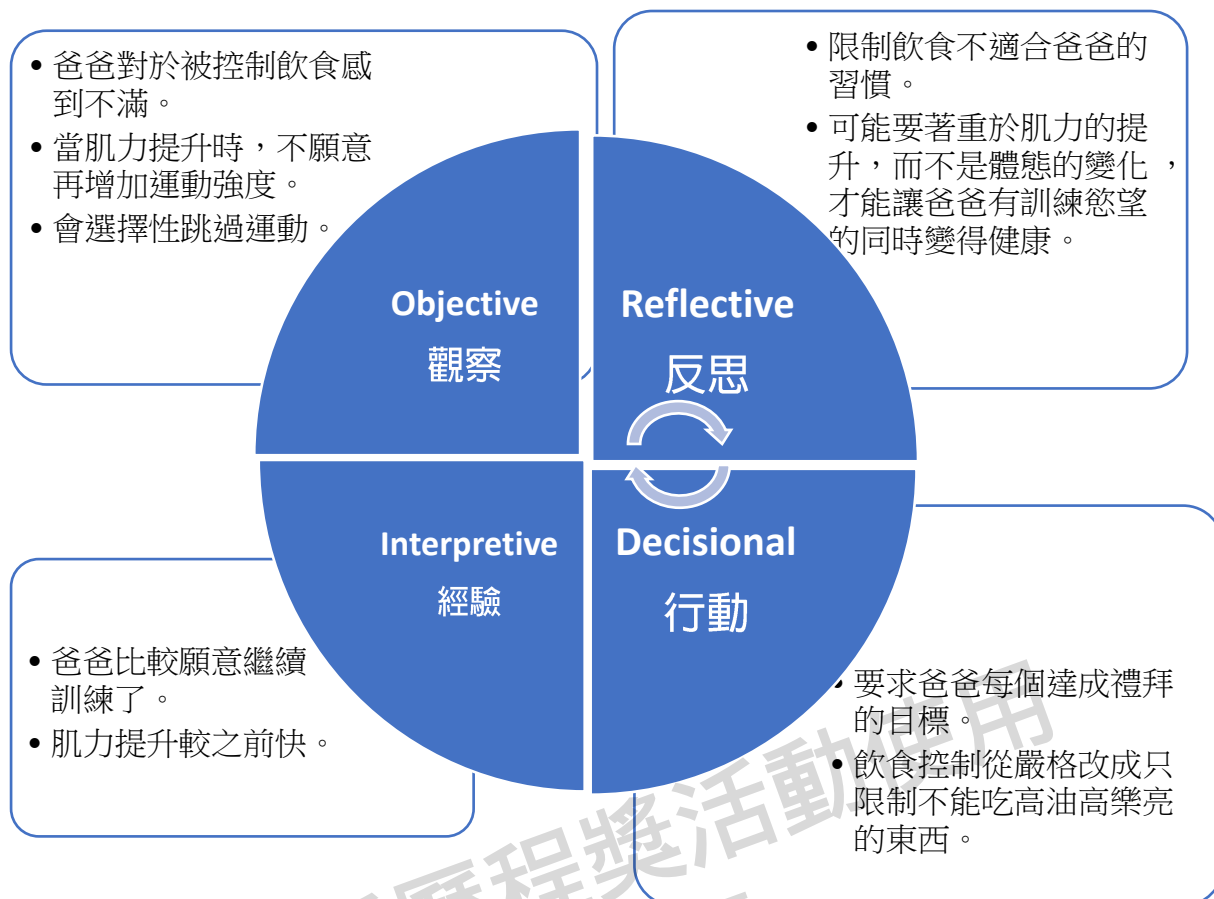 • 爸爸對於被控制飲食感
到不滿。
• 當肌力提升時，不願意
再增加運動強度。
• 會選擇性跳過運動。
• 限制飲食不適合爸爸的
習慣。
• 可能要著重於肌力的提
升，而不是體態的變化，
才能讓爸爸有訓練慾望
的同時變得健康。
Objective
觀察
Reflective
反思
Interpretive
經驗
Decisional
行動
• 爸爸比較願意繼續
訓練了。
• 肌力提升較之前快。
• 要求爸爸每個達成禮拜
的目標。
• 飲食控制從嚴格改成只
限制不能吃高油高樂亮
的東西。
歷程獎活動使用